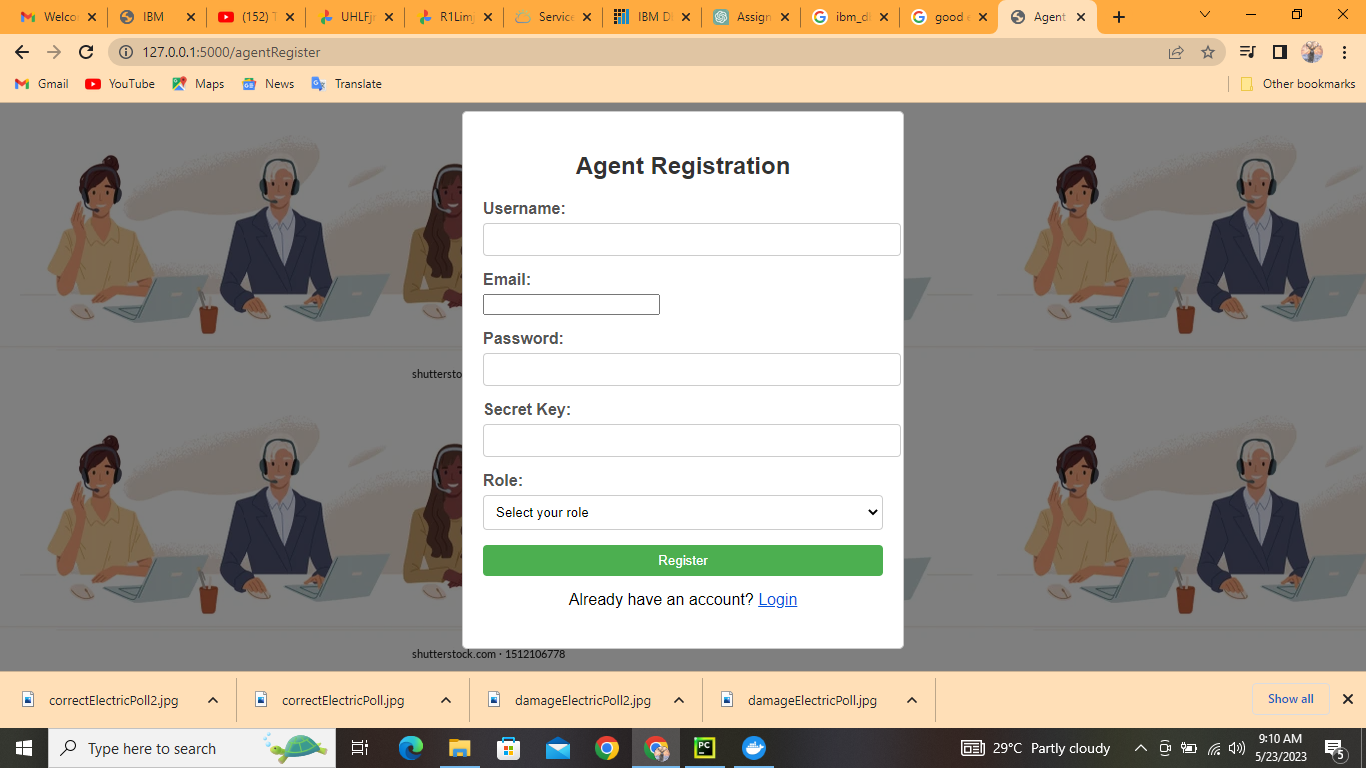 Welco
IBM
(152) T
UHLFj
R1Lim
Service
IBM D
Assign
ibm_d
good e
Agent
127.0.0.1:5000/agentRegister
Gmail
YouTube
Maps
News
Translate
Other bookmarks
Agent Registration
Username:
Email:
Password:
shuttersto
Secret Key:
Role:
Select your role
Register
Already have an account? Login
shutterstock.com · 1512106778
correctElectricPoll2.jpg
correctElectricPoll.jpg
damageElectricPoll2.jpg
damageElectricPoll.jpg
Show all
Type here to search
PC
29°C Partly cloudy
9:10 AM
5/23/2023
5